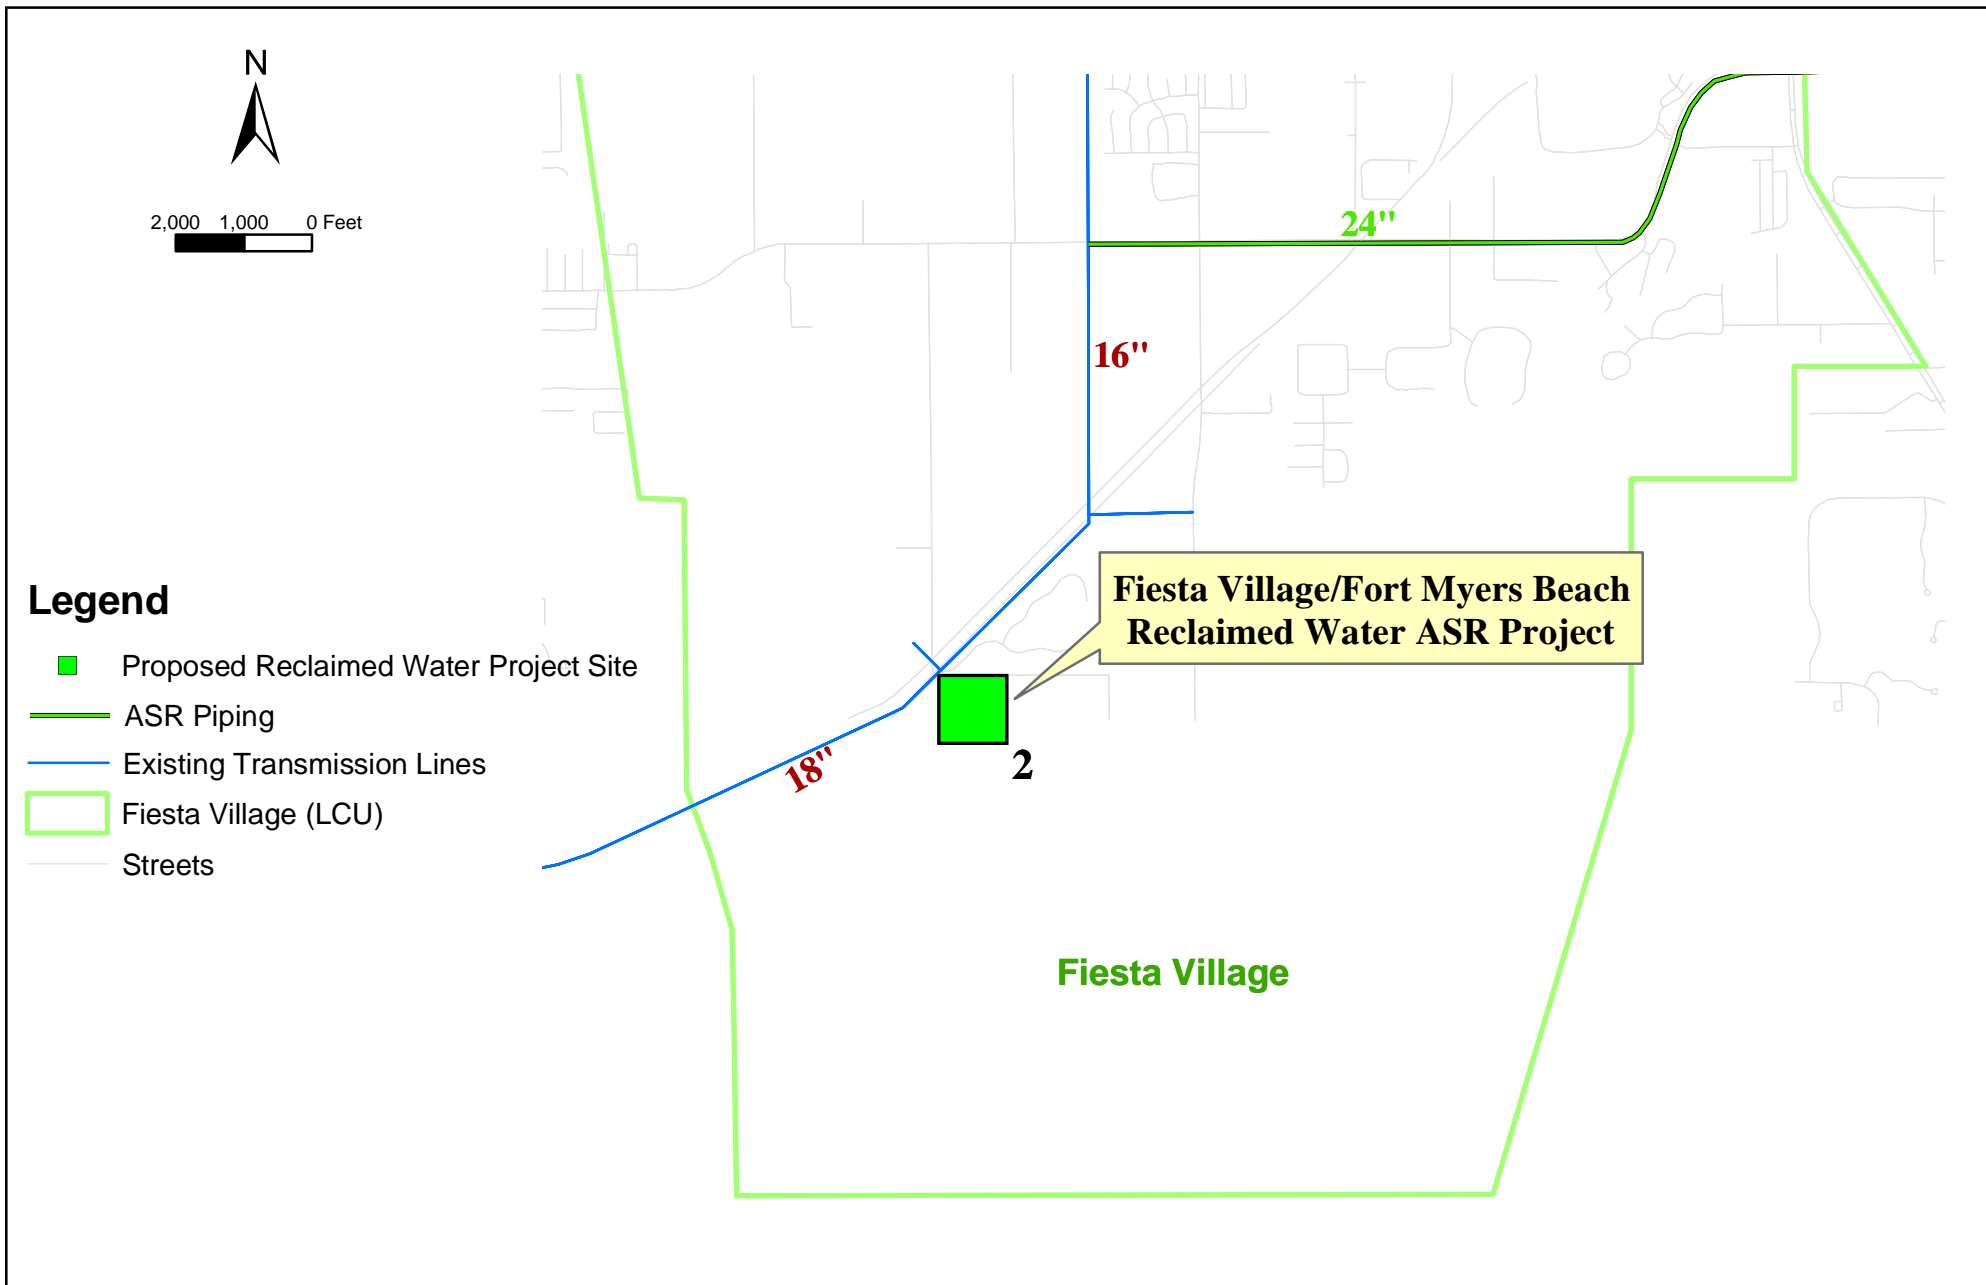 N
2,000 1,000 0 Feet
24"
16"
Fiesta Village/Fort Myers Beach
Reclaimed Water ASR Project
Legend
Proposed Reclaimed Water Project Site
ASR Piping
Existing Transmission Lines
Fiesta Village (LCU)
Streets
18"
2
Fiesta Village